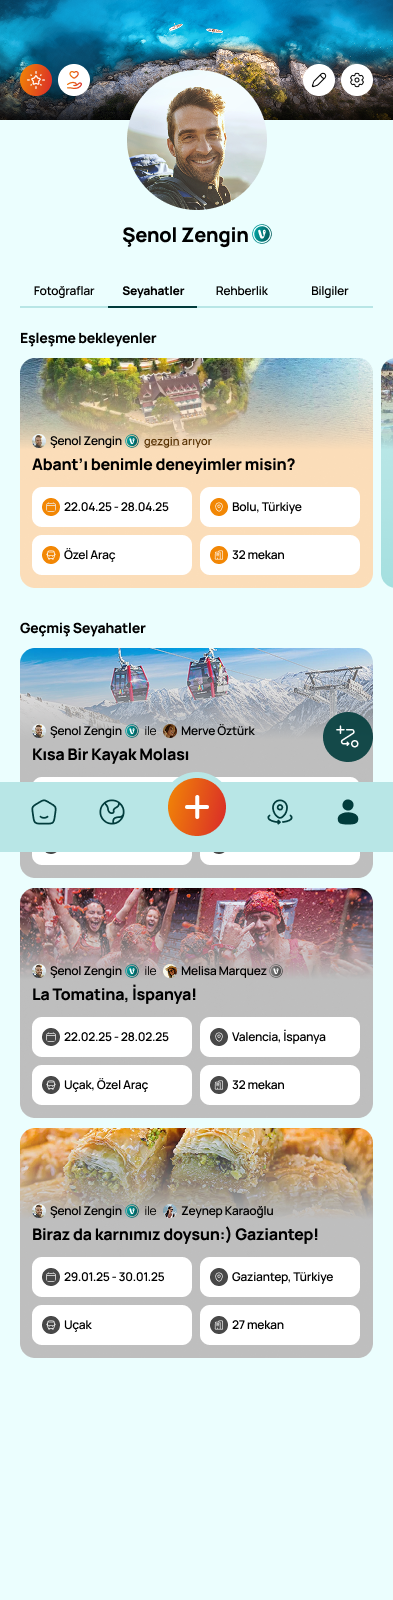 Şenol Zengin
Fotoğraflar
Seyahatler
Rehberlik
Bilgiler
Eşleşme bekleyenler
Şenol Zengin gezgin arıyor
Abant’ı benimle deneyimler misin?
22.04.25 - 28.04.25
Bolu, Türkiye
Özel Araç
32 mekan
Geçmiş Seyahatler
Şenol Zengin ile Merve Öztürk
Kısa Bir Kayak Molası
Şenol Zengin ile Melisa Marquez
La Tomatina, İspanya!
22.02.25 - 28.02.25
Valencia, İspanya
Uçak, Özel Araç
32 mekan
Şenol Zengin ile Zeynep Karaoğlu
Biraz da karnımız doysun:) Gaziantep!
29.01.25 - 30.01.25
Gaziantep, Türkiye
Uçak
27 mekan